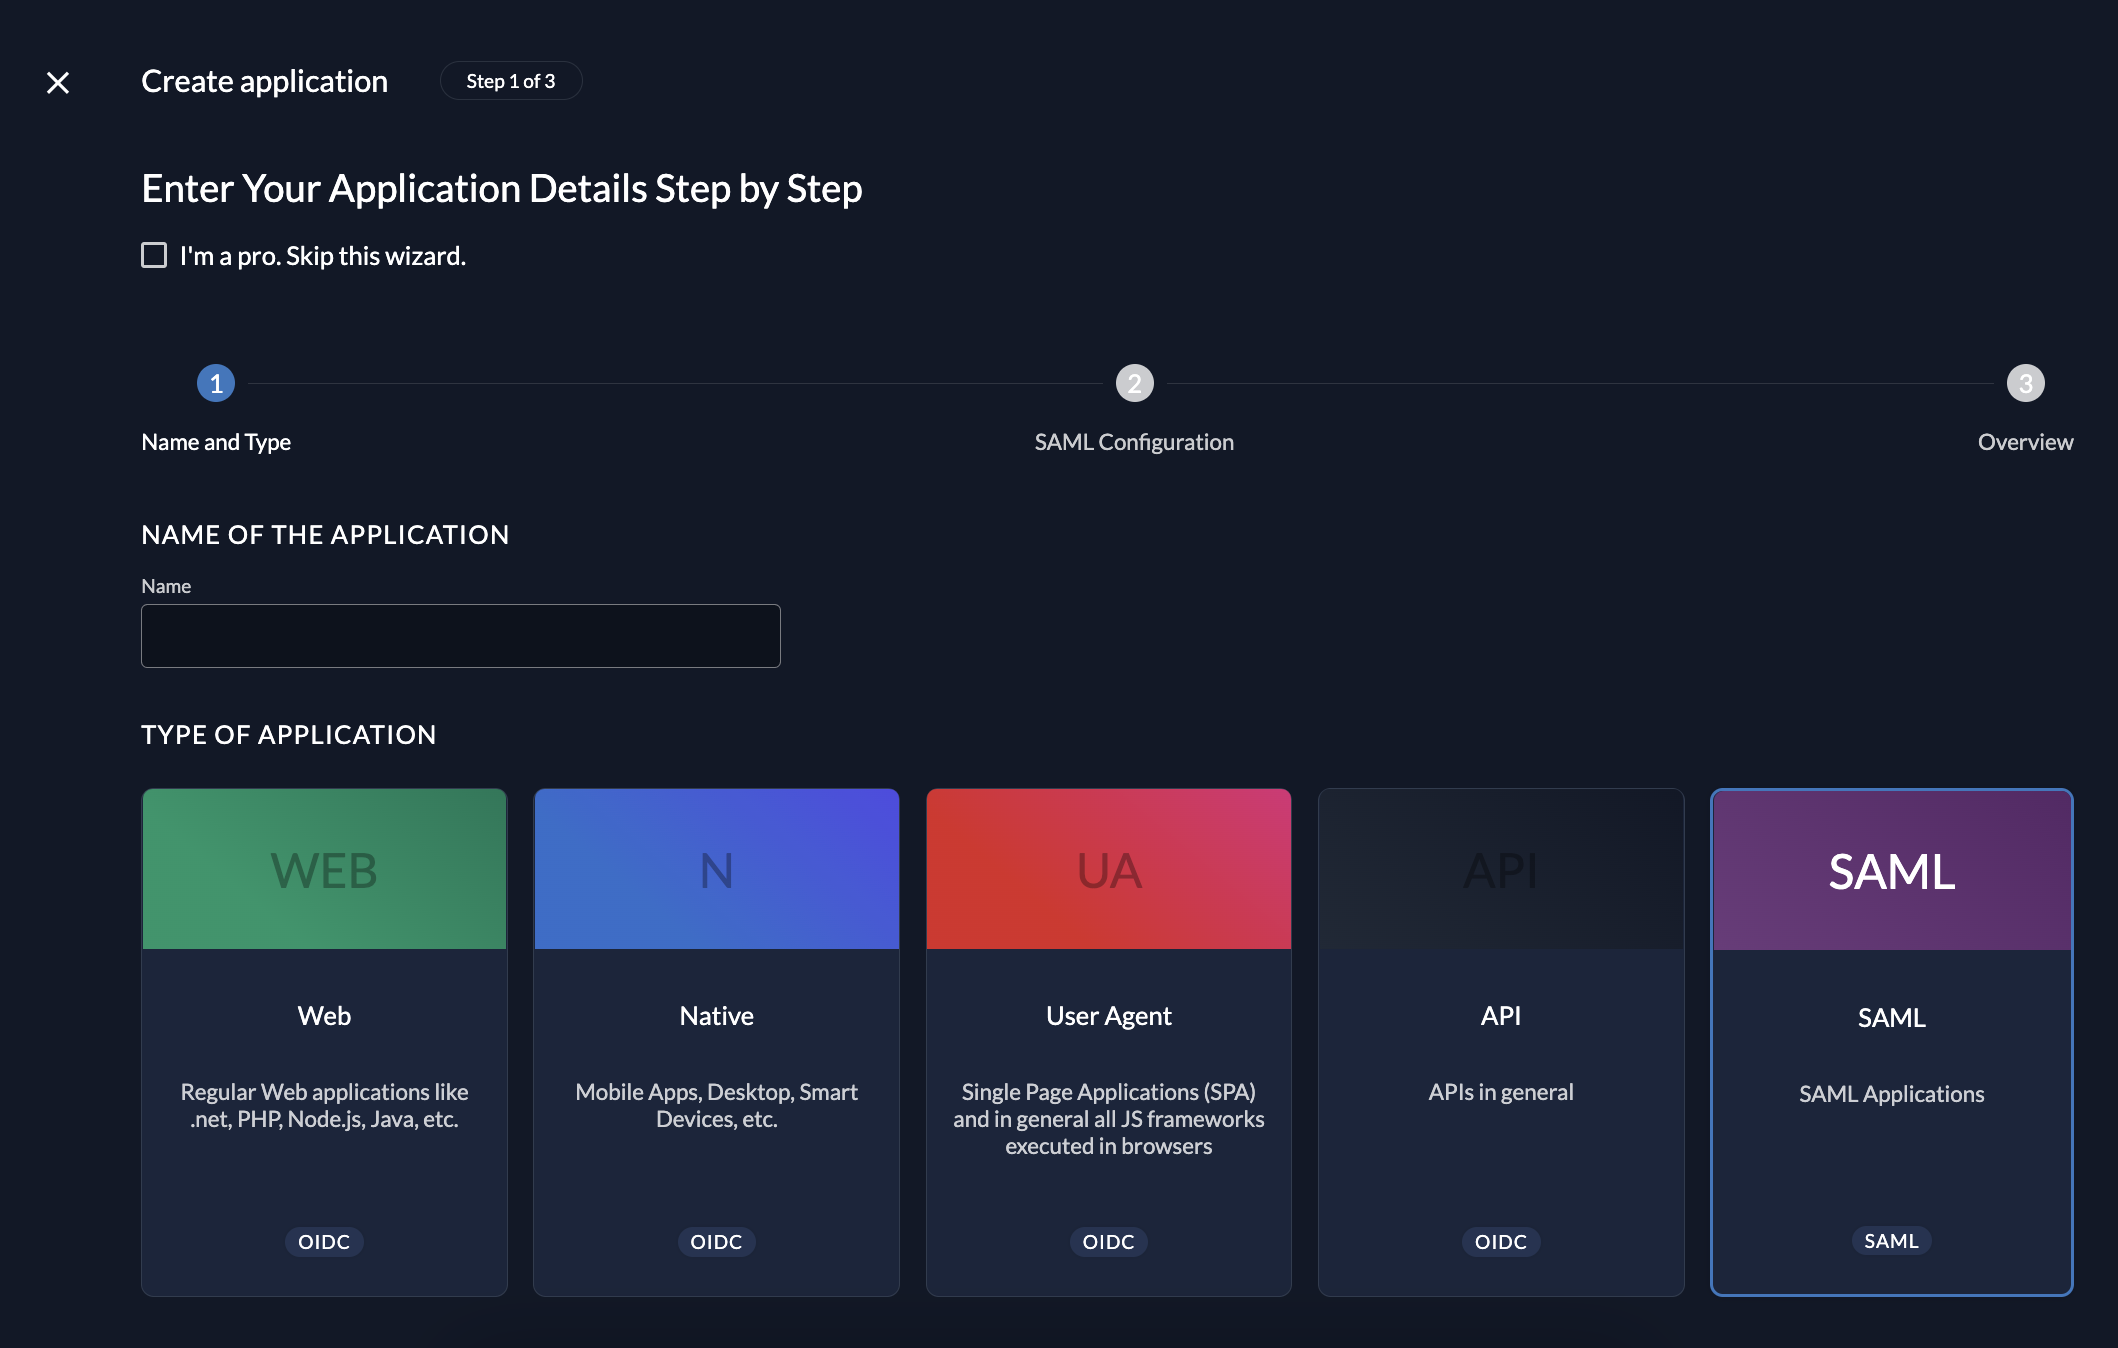 Create application
Step 1 of 3
Enter Your Application Details Step by Step
I'm a pro. Skip this wizard.
1
2
3
Name and Type
SAML Configuration
Overview
NAME OF THE APPLICATION
Name
TYPE OF APPLICATION
WEB
Web
Regular Web applications like
.net, PHP, Node.js, Java, etc.
OIDC
N
Native
Mobile Apps, Desktop, Smart
Devices, etc.
OIDC
UA
User Agent
Single Page Applications (SPA)
and in general all JS frameworks
executed in browsers
OIDC
API
API
APIs in general
OIDC
SAML
SAML
SAML Applications
SAML